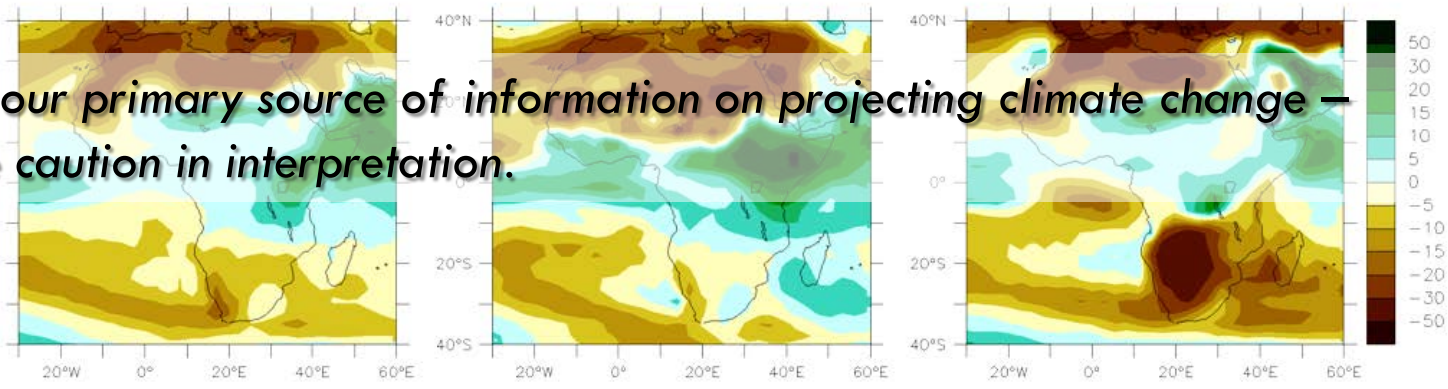 our primary source of information on projecting climate change –
caution in interpretation.
40°N
40°N
50
30
20
15
10
5
0
-5
-10
-15
-20
-30
-50
0°
0°
20°S
20°S
40°S
40°S
20°W 0° 20°E 40°E 60°E
20°W 0° 20°E 40°E 60°E
20°W 0° 20°E 40°E 60°E